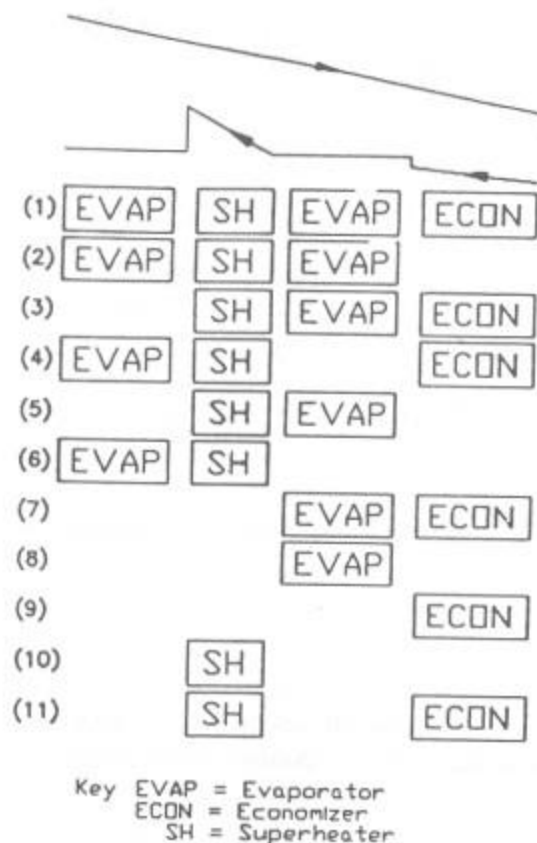 (1) EVAP SH EVAP ECON
(2) EVAP SH EVAP
(3) SH EVAP ECON
(4) EVAP SH ECON
(5) SH EVAP
(6) EVAP SH
(7) EVAP ECON
(8) EVAP
(9) ECON
(10) SH
(11) SH ECON
Key EVAP = Evaporator
ECON = Economizer
SH = Superheater